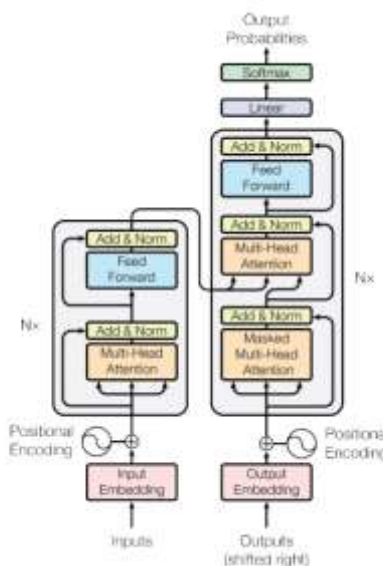 Output
Probabilities
Softmax
Linear
Add & Norm
Feed
Forward
Add & Norm
Multi-Head
Attention
Add & Norm
Masked
Multi-Head
Attention
Nx
Add & Norm
Feed
Forward
Add & Norm
Multi-Head
Attention
Nx
Positional
Encoding
Positional
Encoding
Input
Embedding
Output
Embedding
Inputs
Outputs
(shifted right)